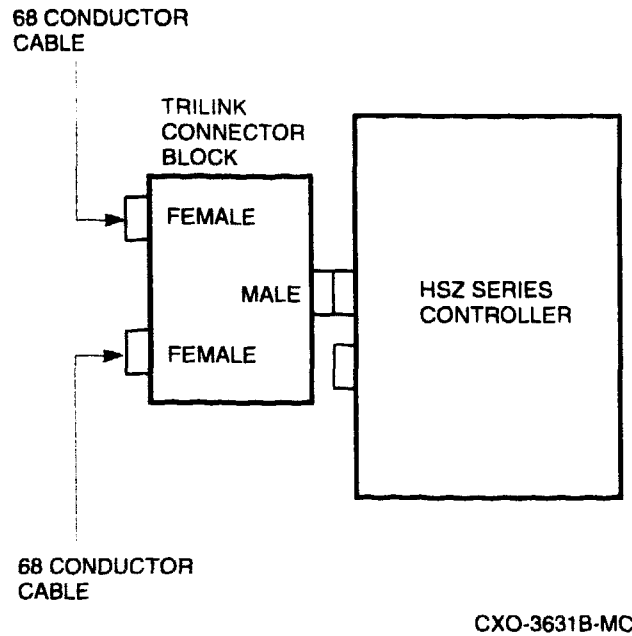 68 CONDUCTOR
CABLE
TRILINK
CONNECTOR
BLOCK
FEMALE
MALE
HSZ SERIES
CONTROLLER
FEMALE
68 CONDUCTOR
CABLE
CXO-3631B-MC